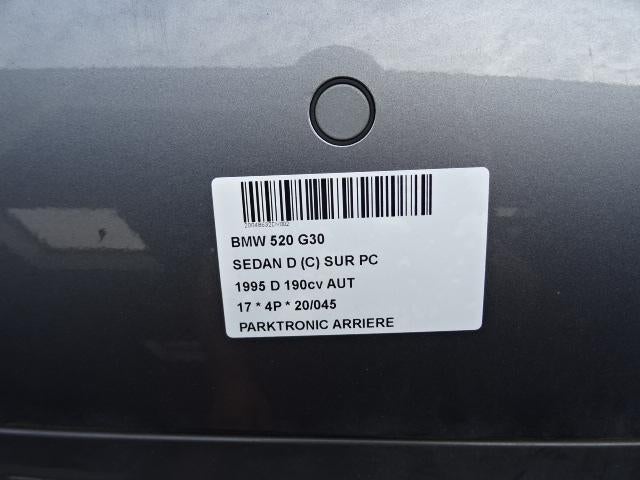 BMW 520 G30
SEDAN D (C) SUR PC
1995 D 190cv AUT
17 * 4P * 20/045
PARKTRONIC ARRIERE